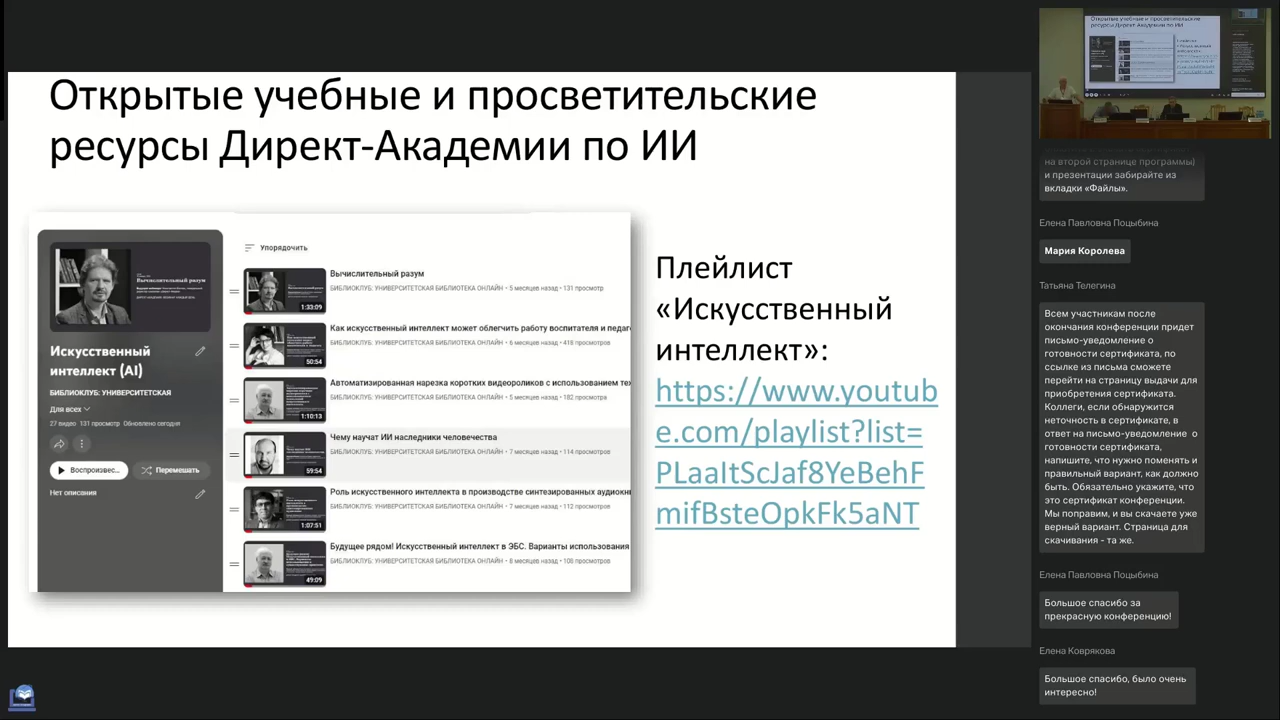 Открытые учебные и просветительские
ресурсы Директ-Академии по ИИ
Упорядочить
Вычислительный разум
Искусственный
интеллект (AI)
БИБЛИОКЛУБ: УНИВЕРСИТЕТСКАЯ
Для всех
27 видео 131 просмотр Обновлено сегодня
Воспроизвес...
Перемешать
Нет описания
1:33:09
Вычислительный разум
БИБЛИОКЛУБ: УНИВЕРСИТЕТСКАЯ БИБЛИОТЕКА ОНЛАЙН • 5 месяцев назад • 131 просмотр
50:54
Как искусственный интеллект может облегчить работу воспитателя и педаго
БИБЛИОКЛУБ: УНИВЕРСИТЕТСКАЯ БИБЛИОТЕКА ОНЛАЙН • 6 месяцев назад • 418 просмотров
1:10:13
Автоматизированная нарезка коротких видеороликов с использованием тех
БИБЛИОКЛУБ: УНИВЕРСИТЕТСКАЯ БИБЛИОТЕКА ОНЛАЙН • 5 месяцев назад • 182 просмотра
59:54
Чему научат ИИ наследники человечества
БИБЛИОКЛУБ: УНИВЕРСИТЕТСКАЯ БИБЛИОТЕКА ОНЛАЙН • 7 месяцев назад • 114 просмотров
1:07:51
Роль искусственного интеллекта в производстве синтезированных аудиокни
БИБЛИОКЛУБ: УНИВЕРСИТЕТСКАЯ БИБЛИОТЕКА ОНЛАЙН • 7 месяцев назад • 112 просмотров
49:09
Будущее рядом! Искусственный интеллект в ЭБС. Варианты использования
БИБЛИОКЛУБ: УНИВЕРСИТЕТСКАЯ БИБЛИОТЕКА ОНЛАЙН • 8 месяцев назад • 106 просмотров
Плейлист
«Искусственный
интеллект»:
https://www.youtub
e.com/playlist?list=
PLaaItScJaf8YeBehF
mifBsteOpkFk5aNT
Открытые учебные и просветительские
ресурсы Директ-Академии по ИИ
на второй странице программы)
и презентации забирайте из
вкладки «Файлы».
Елена Павловна Поцыбина
Мария Королева
Татьяна Телегина
Всем участникам после
окончания конференции придет
письмо-уведомление о
готовности сертификата, по
ссылке из письма сможете
перейти на страницу выдачи для
приобретения сертификата.
Коллеги, если обнаружится
неточность в сертификате, в
ответ на письмо-уведомление о
готовности сертификата,
напишите, что нужно поменять и
правильный вариант, как должно
быть. Обязательно укажите, что
это сертификат конференции.
Мы поправим, и вы скачаете уже
верный вариант. Страница для
скачивания - та же.
Елена Павловна Поцыбина
Большое спасибо за
прекрасную конференцию!
Елена Коврякова
Большое спасибо, было очень
интересно!